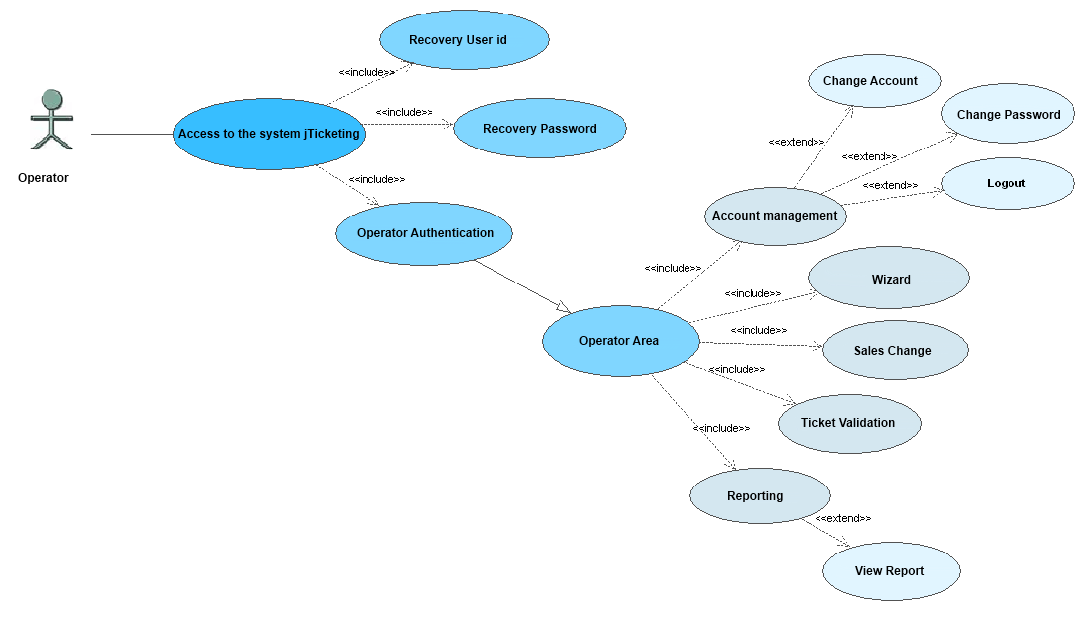 Recovery User id
<<include>>
Change Account
<<include>>
Change Password
Recovery Password
Access to the system jTicketing
<<extend>>
<<extend>>
Operator
<<include>>
<<extend>>
Logout
Account management
Operator Authentication
<<include>>
Wizard
<<include>>
<<include>>
Operator Area
Sales Change
<<include>>
Ticket Validation
<<include>>
Reporting
<<extend>>
View Report